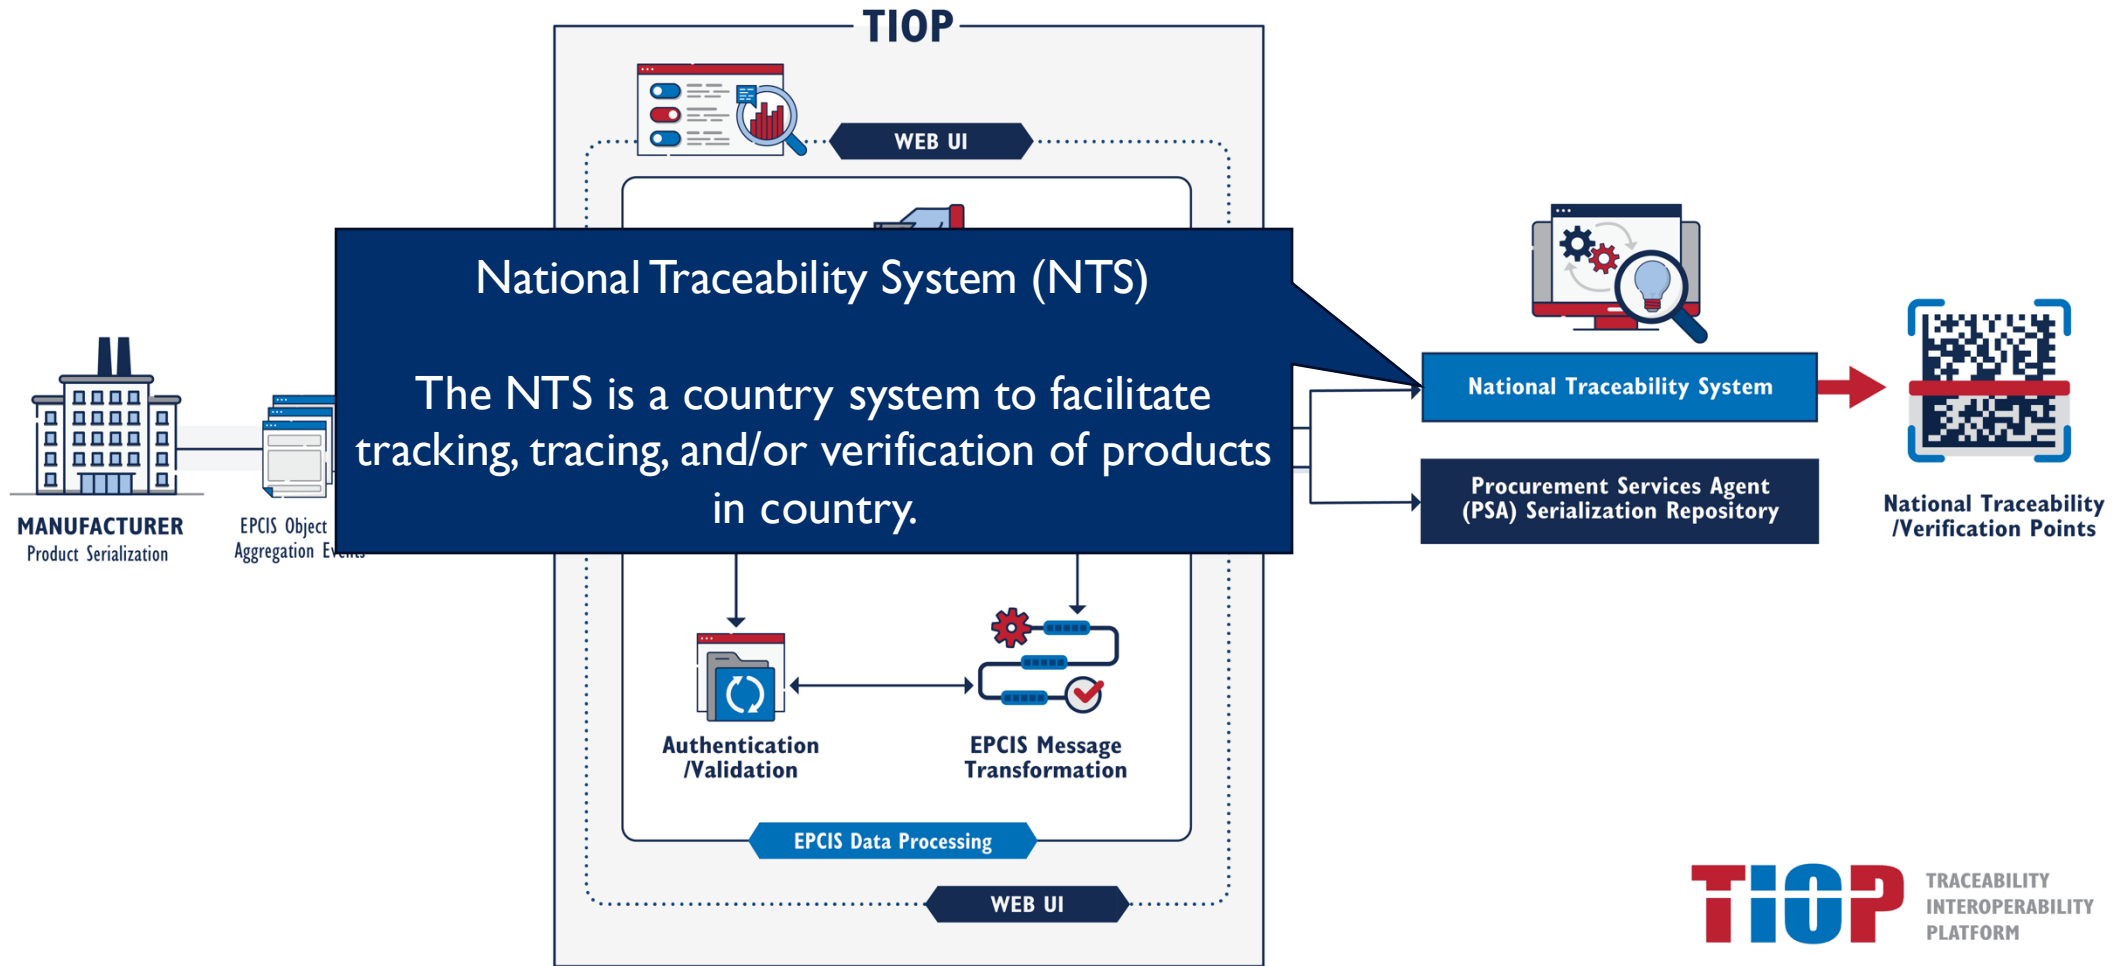 TIOP
WEB UI
National Traceability System (NTS)
The NTS is a country system to facilitate
tracking, tracing, and/or verification of products
in country.
MANUFACTURER
Product Serialization
EPCIS Object
Aggregation Events
National Traceability System
Procurement Services Agent
(PSA) Serialization Repository
National Traceability
/Verification Points
Authentication
/Validation
EPCIS Message
Transformation
EPCIS Data Processing
WEB UI
TIOP
TRACEABILITY
INTEROPERABILITY
PLATFORM